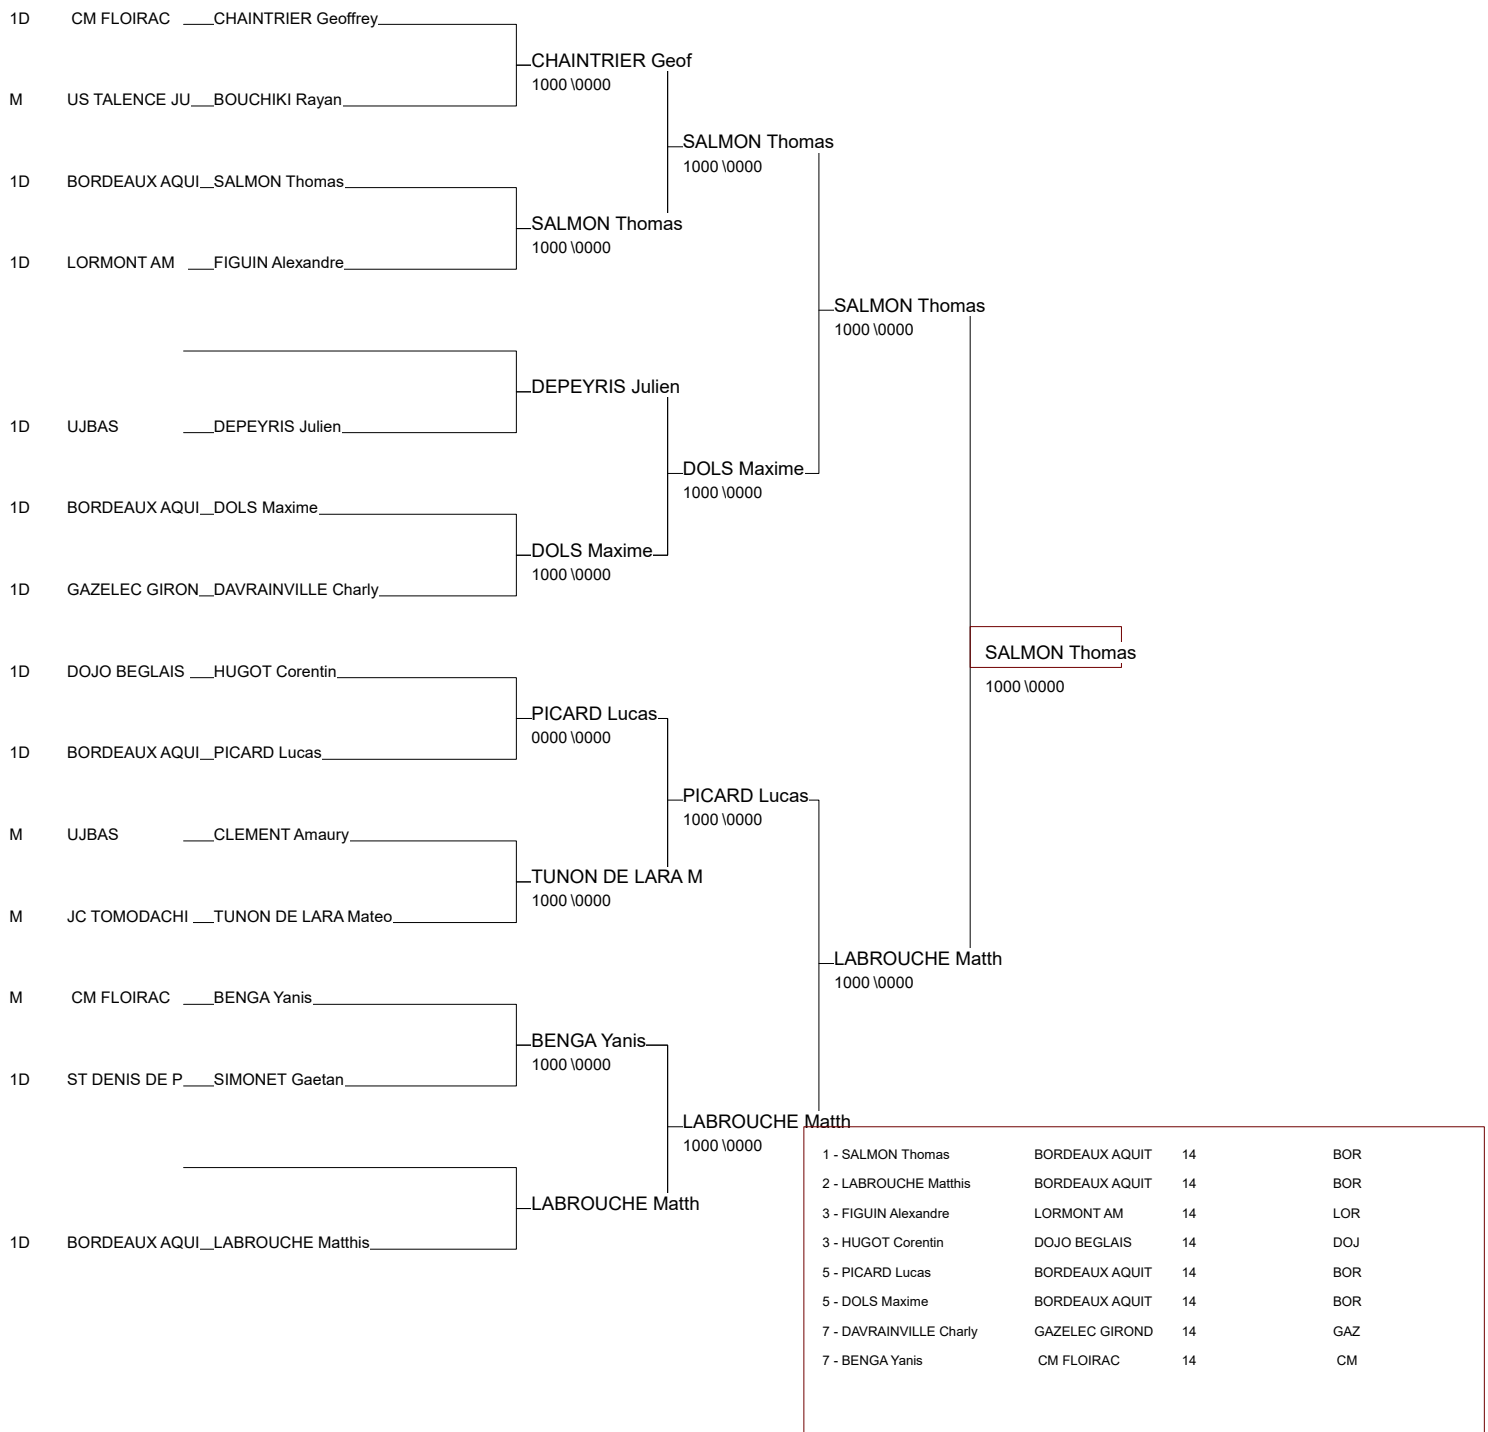 1D CM FLOIRAC CHAINTRIER Geoffrey
CHAINTRIER Geof
1000 \0000
M US TALENCE JU BOUCHIKI Rayan
SALMON Thomas
1000 \0000
1D BORDEAUX AQUI SALMON Thomas
SALMON Thomas
1000 \0000
1D LORMONT AM FIGUIN Alexandre
SALMON Thomas
1000 \0000
DEPEYRIS Julien
1D UJBAS DEPEYRIS Julien
DOLS Maxime
1000 \0000
1D BORDEAUX AQUI DOLS Maxime
DOLS Maxime
1000 \0000
1D GAZELEC GIRON DAVRAINVILLE Charly
SALMON Thomas
1000 \0000
1D DOJO BEGLAIS HUGOT Corentin
PICARD Lucas
0000 \0000
1D BORDEAUX AQUI PICARD Lucas
PICARD Lucas
1000 \0000
M UJBAS CLEMENT Amaury
TUNON DE LARA M
1000 \0000
M JC TOMODACHI TUNON DE LARA Mateo
LABROUCHE Matth
1000 \0000
M CM FLOIRAC BENGA Yanis
BENGA Yanis
1000 \0000
1D ST DENIS DE P SIMONET Gaetan
LABROUCHE Matth
1000 \0000
LABROUCHE Matth
1D BORDEAUX AQUI LABROUCHE Matthis
1 - SALMON Thomas BORDEAUX AQUIT 14 BOR
2 - LABROUCHE Matthis BORDEAUX AQUIT 14 BOR
3 - FIGUIN Alexandre LORMONT AM 14 LOR
3 - HUGOT Corentin DOJO BEGLAIS 14 DOJ
5 - PICARD Lucas BORDEAUX AQUIT 14 BOR
5 - DOLS Maxime BORDEAUX AQUIT 14 BOR
7 - DAVRAINVILLE Charly GAZELEC GIROND 14 GAZ
7 - BENGA Yanis CM FLOIRAC 14 CM